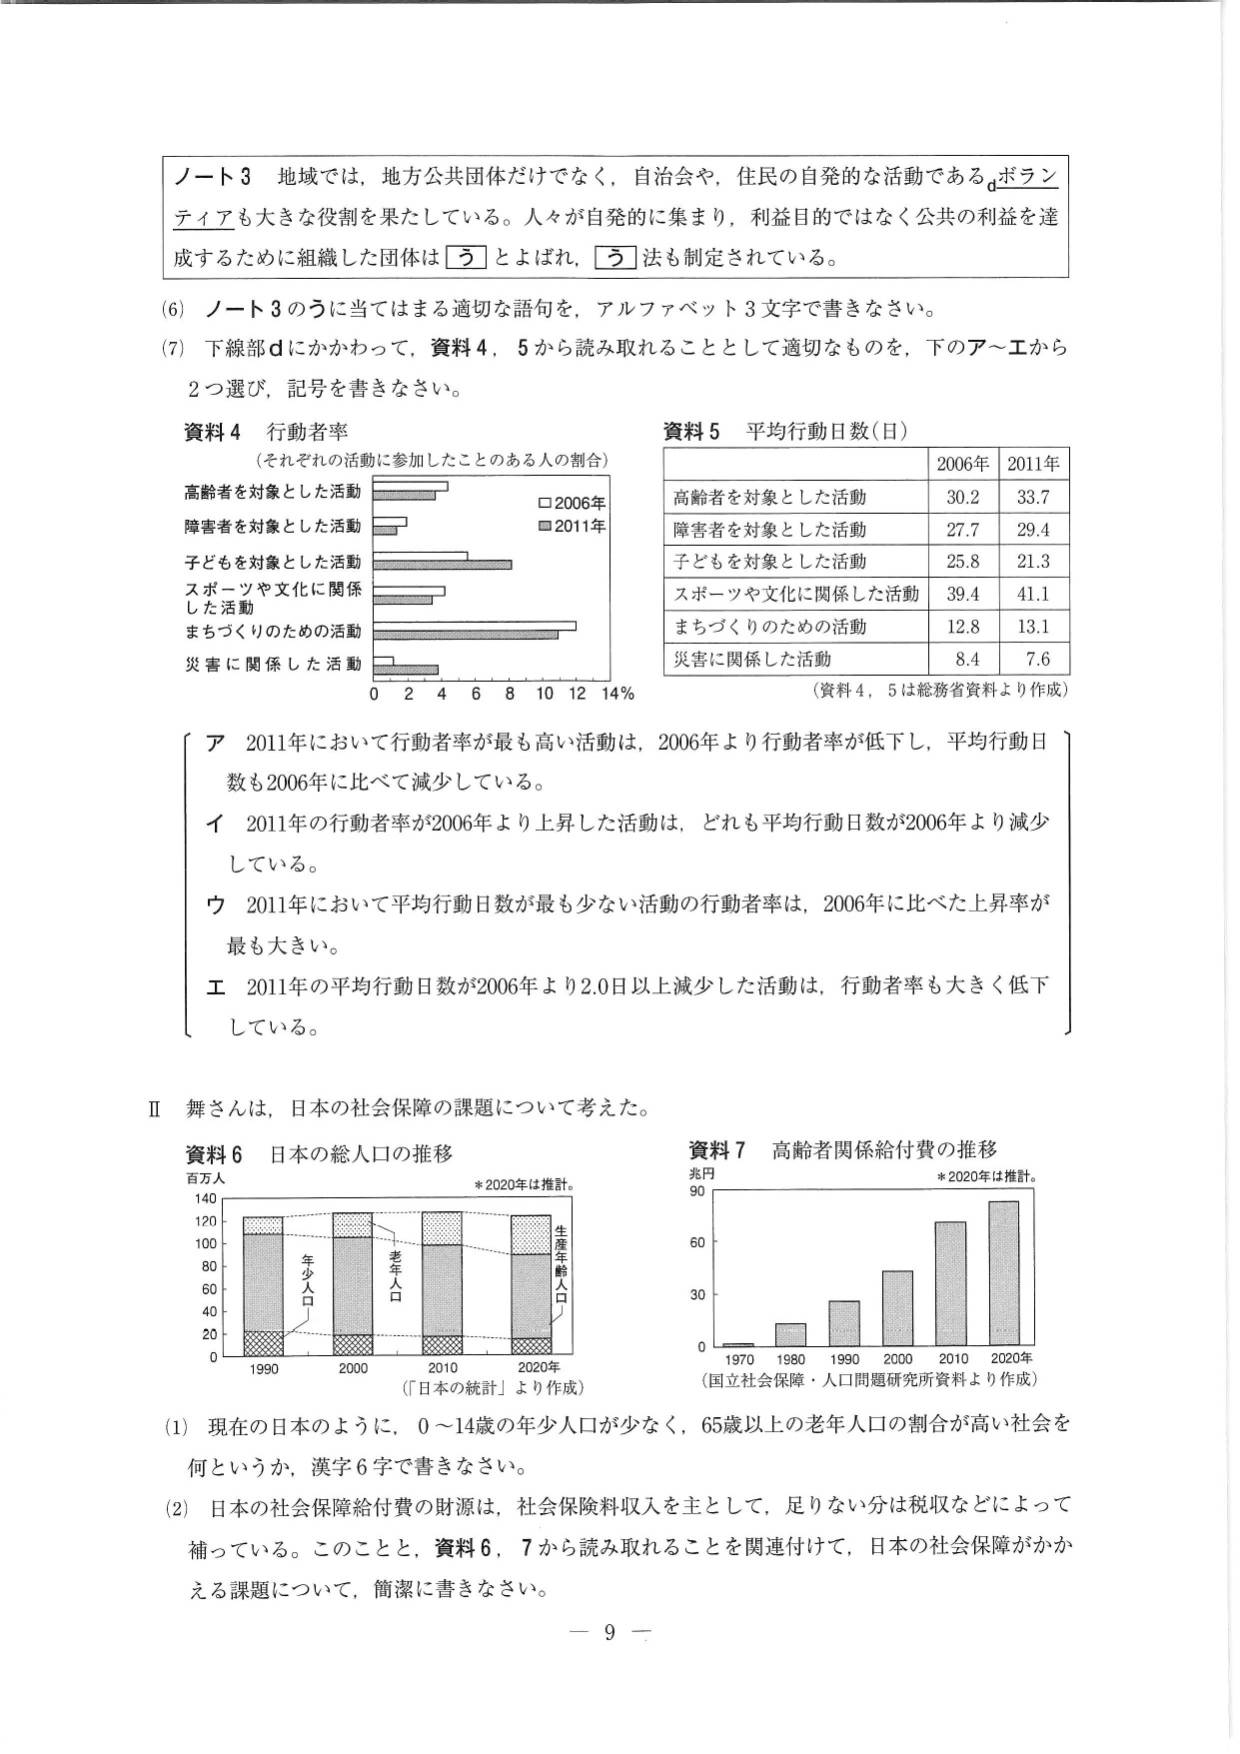 ノート3　地域では，地方公共団体だけでなく，自治会や，住民の自発的な活動であるdボラン
ティアも大きな役割を果たしている。人々が自発的に集まり，利益目的ではなく公共の利益を達
成するために組織した団体は う とよばれ， う 法も制定されている。
(6)　ノート3のうに当てはまる適切な語句を，アルファベット3文字で書きなさい。
(7)　下線部dにかかわって，資料4，5から読み取れることとして適切なものを，下のア～エから
2つ選び，記号を書きなさい。
資料4　行動者率
（それぞれの活動に参加したことのある人の割合）
高齢者を対象とした活動
障害者を対象とした活動
子どもを対象とした活動
スポーツや文化に関係
した活動
まちづくりのための活動
災害に関係した活動
□2006年
■2011年
0 2 4 6 8 10 12 14%
資料5　平均行動日数（日）
2006年 2011年
高齢者を対象とした活動 30.2 33.7
障害者を対象とした活動 27.7 29.4
子どもを対象とした活動 25.8 21.3
スポーツや文化に関係した活動 39.4 41.1
まちづくりのための活動 12.8 13.1
災害に関係した活動 8.4 7.6
（資料4，5は総務省資料より作成）
ア　2011年において行動者率が最も高い活動は，2006年より行動者率が低下し，平均行動日
数も2006年に比べて減少している。
イ　2011年の行動者率が2006年より上昇した活動は，どれも平均行動日数が2006年より減少
している。
ウ　2011年において平均行動日数が最も少ない活動の行動者率は，2006年に比べた上昇率が
最も大きい。
エ　2011年の平均行動日数が2006年より2.0日以上減少した活動は，行動者率も大きく低下
している。
Ⅱ　舞さんは，日本の社会保障の課題について考えた。
資料6　日本の総人口の推移
百万人
＊2020年は推計。
140
120
100
80
60
40
20
0
年少人口
老年人口
生産年齢人口
1990 2000 2010 2020年
（「日本の統計」より作成）
資料7　高齢者関係給付費の推移
兆円
＊2020年は推計。
90
60
30
0
1970 1980 1990 2000 2010 2020年
（国立社会保障・人口問題研究所資料より作成）
(1)　現在の日本のように，0～14歳の年少人口が少なく，65歳以上の老年人口の割合が高い社会を
何というか，漢字6字で書きなさい。
(2)　日本の社会保障給付費の財源は，社会保険料収入を主として，足りない分は税収などによって
補っている。このことと，資料6，7から読み取れることを関連付けて，日本の社会保障がかか
える課題について，簡潔に書きなさい。
— 9 —